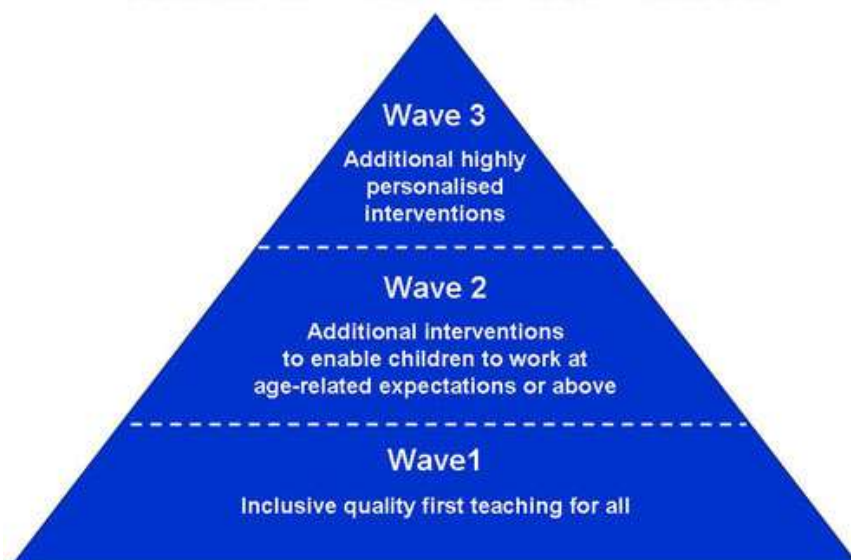 Wave 3
Additional highly
personalised
interventions
Wave 2
Additional interventions
to enable children to work at
age-related expectations or above
Wave1
Inclusive quality first teaching for all